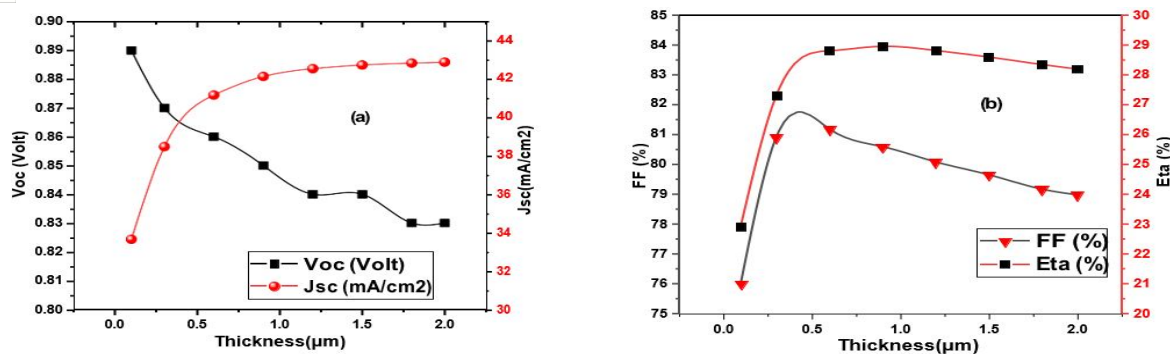 0.90
0.89
0.88
0.87
0.86
0.85
0.84
0.83
0.82
0.81
0.80
Voc (Volt)
44
42
40
38
36
34
32
30
Jsc(mA/cm2)
(a)
Voc (Volt)
Jsc (mA/cm2)
0.0 0.5 1.0 1.5 2.0
Thickness(µm)
85
84
83
82
81
80
79
78
77
76
75
FF (%)
30
29
28
27
26
25
24
23
22
21
20
Eta (%)
(b)
FF (%)
Eta (%)
0.0 0.5 1.0 1.5 2.0
Thickness(µm)